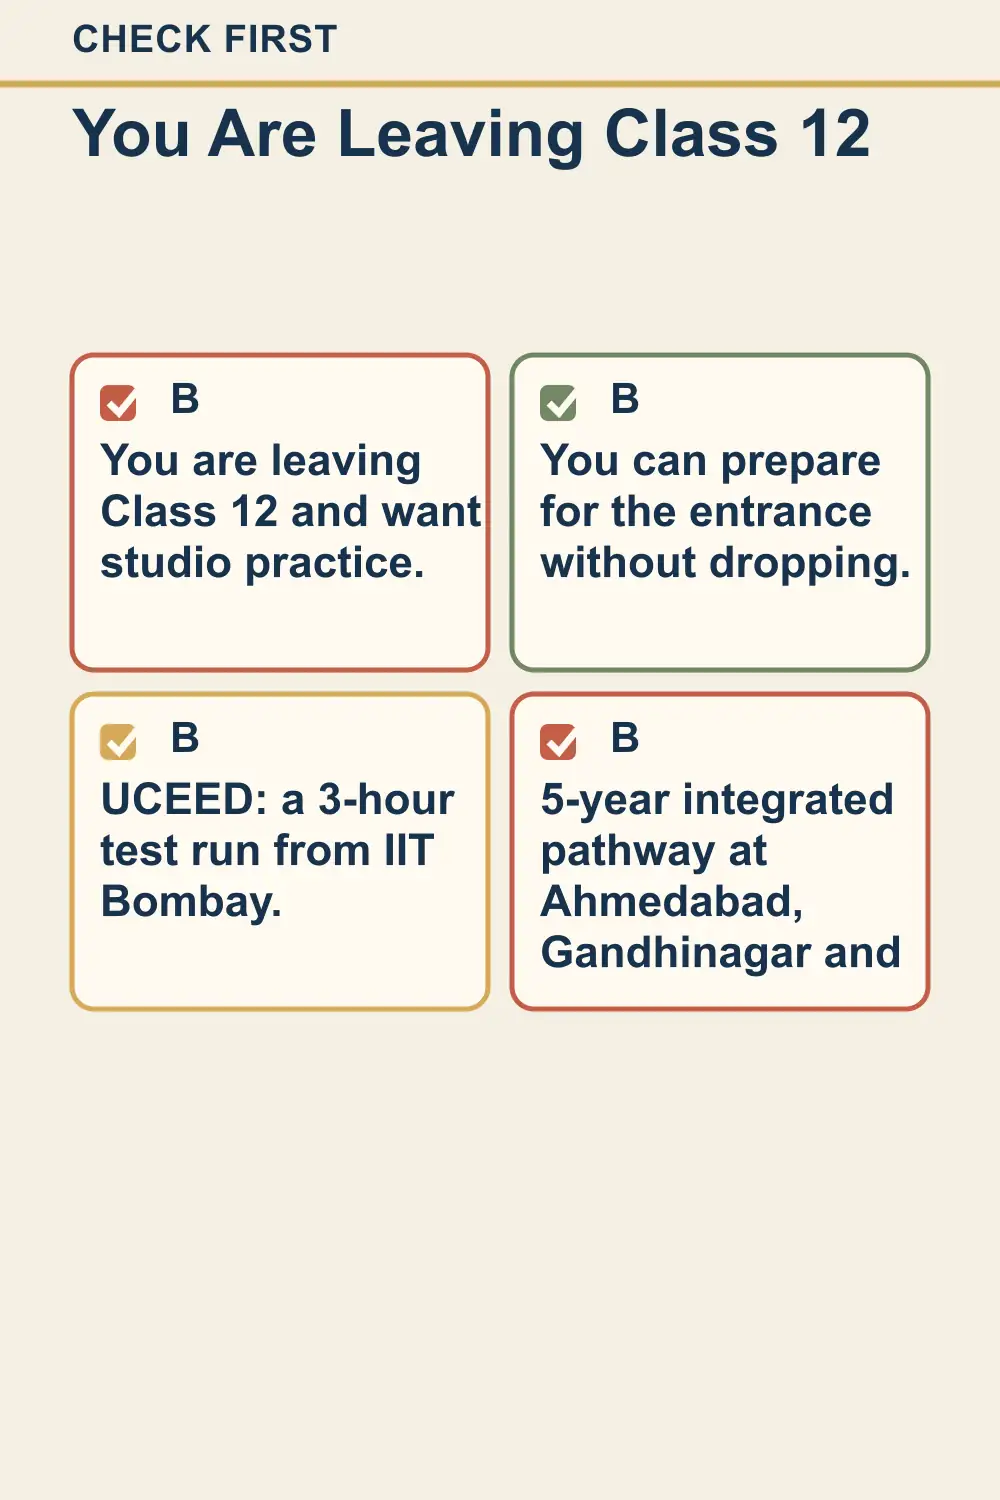 CHECK FIRST
You Are Leaving Class 12
B
You are leaving
Class 12 and want
studio practice.
B
You can prepare
for the entrance
without dropping.
B
UCEED: a 3-hour
test run from IIT
Bombay.
B
5-year integrated
pathway at
Ahmedabad,
Gandhinagar and